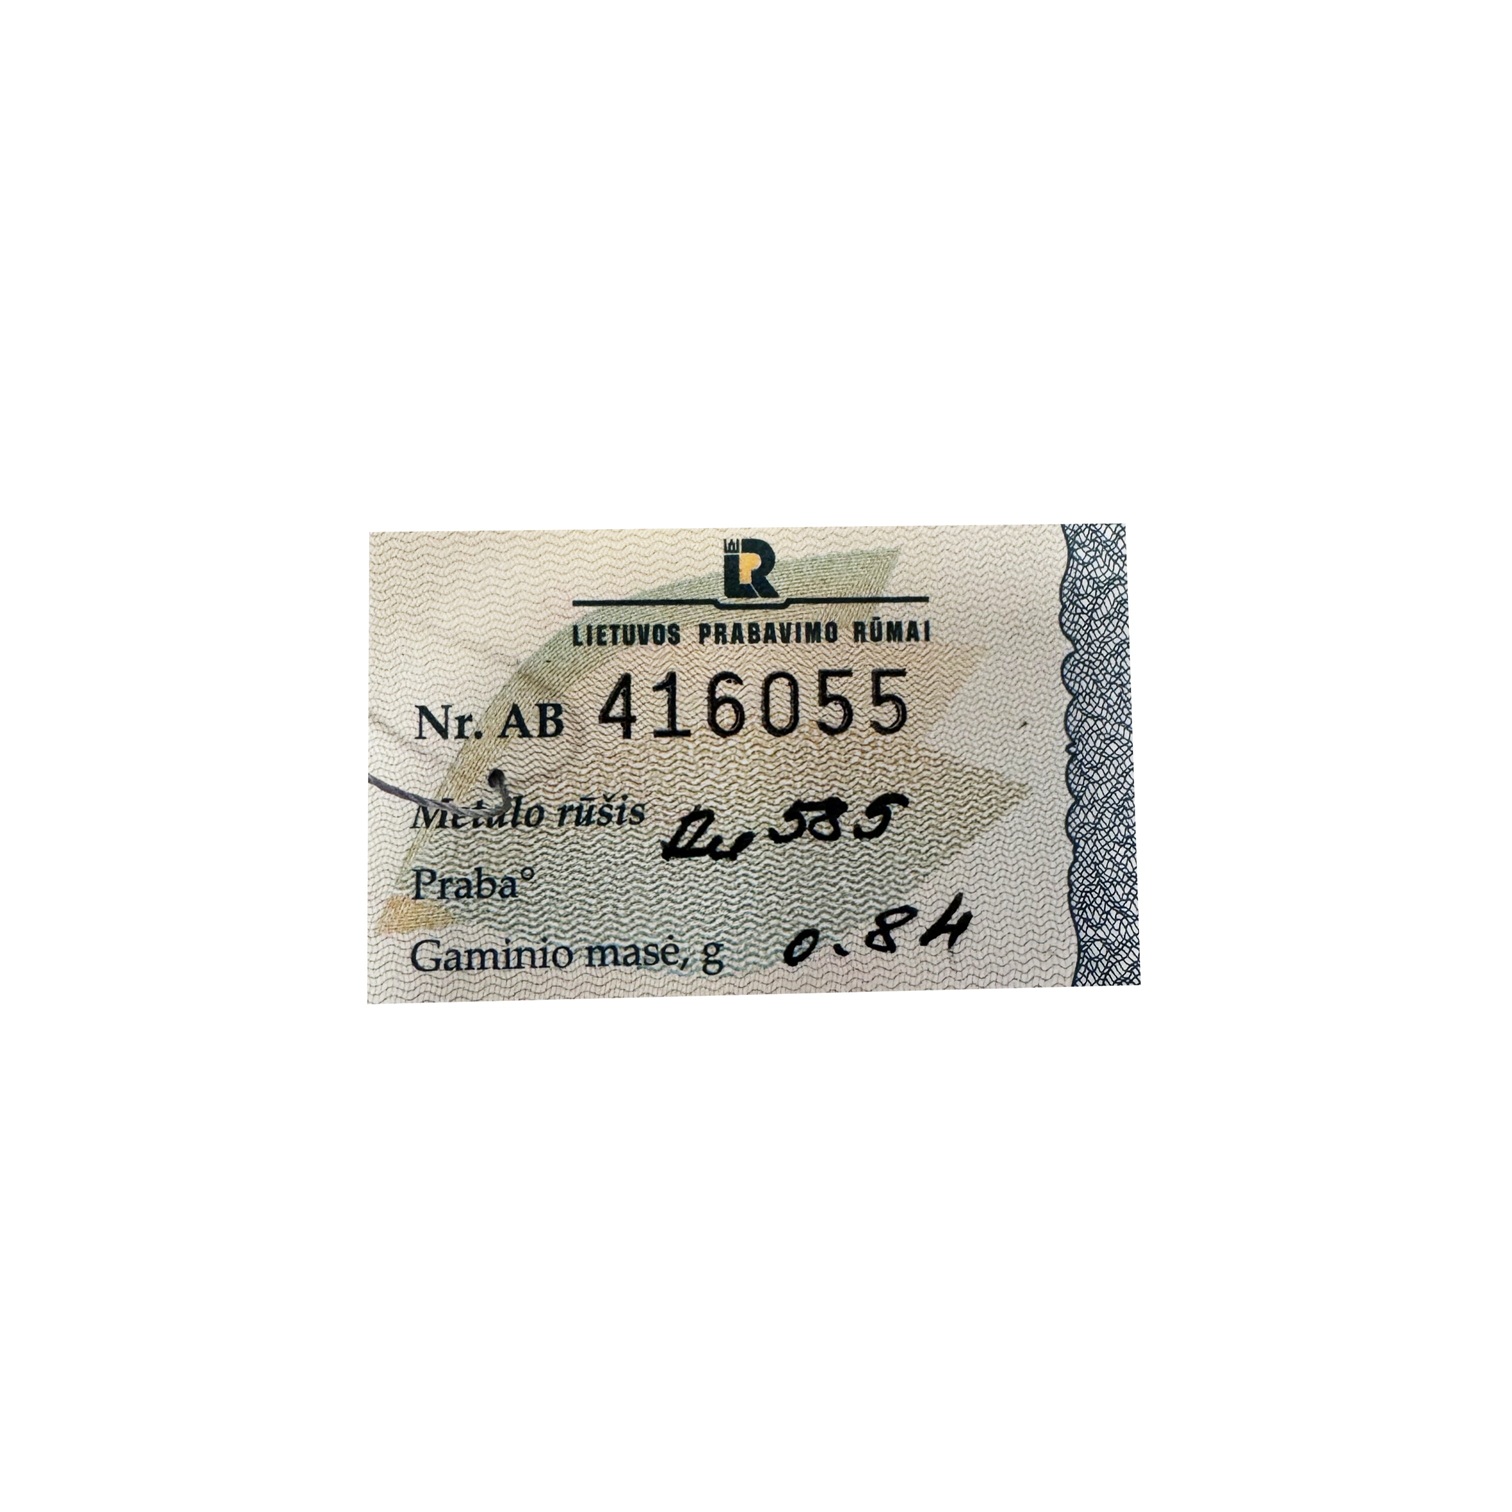 LIETUVOS PRABAVIMO RŪMAI
Nr. AB 416055
Metalo rūšis Au 585
Praba°
Gaminio masė, g 0.84